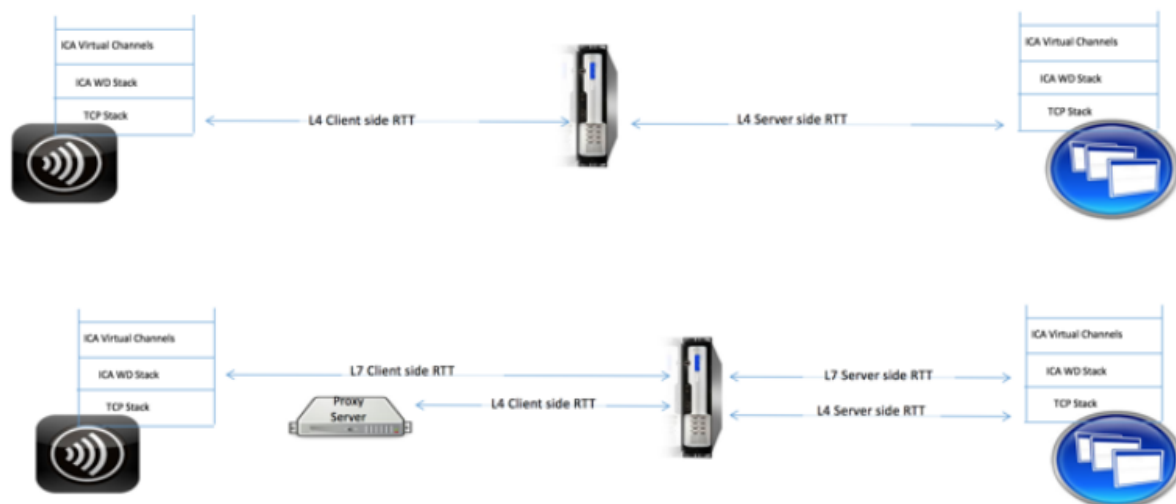 ICA Virtual Channels
ICA WD Stack
TCP Stack
L4 Client side RTT
L4 Server side RTT
ICA Virtual Channels
ICA WD Stack
TCP Stack
ICA Virtual Channels
ICA WD Stack
TCP Stack
L7 Client side RTT
Proxy
Server
L4 Client side RTT
L7 Server side RTT
L4 Server side RTT
ICA Virtual Channels
ICA WD Stack
TCP Stack